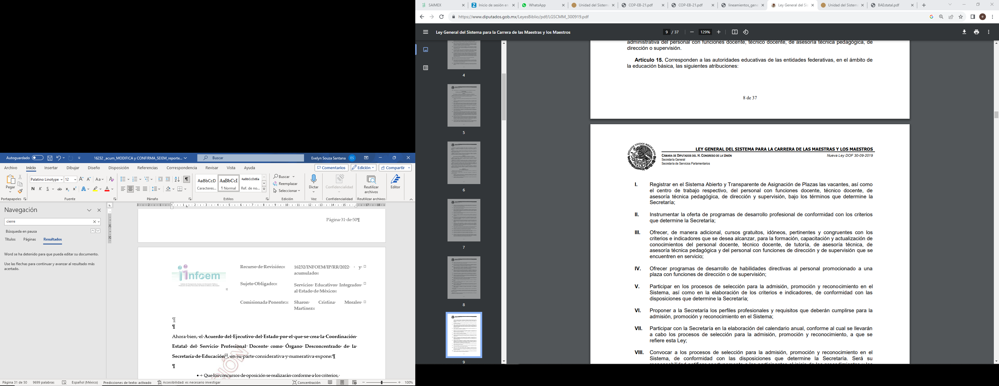 Autoguardado
16232 _acum_MODIFICA y CONFIRMA_SEIEM_reporte...
Buscar
Evelyn Souza Santana
ES
Archivo
Inicio
Insertar
Dibujar
Diseño
Disposición
Referencias
Correspondencia
Revisar
Vista
Ayuda
Comentarios
Edición
Compartir
Pegar
Palatino Linotype
12
Aa
N K S ab x₂ x² A A
AaBbCcD
Caracteres...
AaBbCcI
¶ Normal
AaBbCcDdEe
Ref. de no...
Buscar
Reemplazar
Seleccionar
Dictar
Confidencialidad
Reutilizar
archivos
Editor
Portapapeles
Fuente
Párrafo
Estilos
Edición
Voz
Confidencialidad
Reutilizar archivos
Navegación
cierre
Búsqueda en pausa
Títulos
Páginas
Resultados
Word se ha detenido para que pueda editar su documento.
Use las flechas para continuar y avanzar al resultado más
acertado.
Página·31·de·50¶
infoem
Recurso·de·Revisión:¤
16232/INFOEM/IP/RR/2022· · y· ¤
acumulado¤
Sujeto·Obligado:¤
Servicios· Educativos· Integrados· ¤
al·Estado·de·México¤
Comisionada·Ponente:¤
Sharon· Cristina· Morales· ¤
Martínez¤
¶
¶
Ahora·bien,·el·Acuerdo·del·Ejecutivo·del·Estado·por·el·que·se·crea·la·Coordinación·
Estatal· del· Servicio· Profesional· Docente· como· Órgano· Desconcentrado· de· la·
Secretaría·de·Educación,·en·su·parte·considerativa·y·numerativa·expone:¶
¶
•→ Que·los·concursos·de·oposición·se·realizarán·conforme·a·los·criterios,·
Página 31 de 50
9699 palabras
Español (México)
Predicciones de texto: activado
Accesibilidad: es necesario investigar
Concentración
100%
SAIMEX
Inicio de sesión en
WhatsApp
Unidad del Sistem
COP-EB-21.pdf
COP-EB-21.pdf
lineamientos_gene
Ley General del Sis
Unidad del Sistem
BAEstatal.pdf
https://www.diputados.gob.mx/LeyesBiblio/pdf/LGSCMM_300919.pdf
e
Ley General del Sistema para la Carrera de las Maestras y los Maestros
9 / 37
129%
4
5
6
7
8
9
administrativa del personal con funciones docente, técnico docente, de asesoría técnica pedagógica, de
dirección o supervisión.
Artículo 15. Corresponden a las autoridades educativas de las entidades federativas, en el ámbito de
la educación básica, las siguientes atribuciones:
8 de 37
ESTADOS UNIDOS MEXICANOS
LEY GENERAL DEL SISTEMA PARA LA CARRERA DE LAS MAESTRAS Y LOS MAESTROS
CÁMARA DE DIPUTADOS DEL H. CONGRESO DE LA UNIÓN
Nueva Ley DOF 30-09-2019
Secretaría General
Secretaría de Servicios Parlamentarios
I. Registrar en el Sistema Abierto y Transparente de Asignación de Plazas las vacantes, así como
el centro de trabajo respectivo, del personal con funciones docente, técnico docente, de
asesoría técnica pedagógica, de dirección y supervisión, bajo los términos que determine la
Secretaría;
II. Instrumentar la oferta de programas de desarrollo profesional de conformidad con los criterios
que determine la Secretaría;
III. Ofrecer, de manera adicional, cursos gratuitos, idóneos, pertinentes y congruentes con los
criterios e indicadores que se desea alcanzar, para la formación, capacitación y actualización de
conocimientos del personal docente, técnico docente, de tutoría, de asesoría técnica, de
asesoría técnica pedagógica y del personal con funciones de dirección y de supervisión que se
encuentren en servicio;
IV. Ofrecer programas de desarrollo de habilidades directivas al personal promocionado a una
plaza con funciones de dirección o de supervisión;
V. Participar en los procesos de selección para la admisión, promoción y reconocimiento en el
Sistema, así como en la elaboración de los criterios e indicadores, de conformidad con las
disposiciones que determine la Secretaría;
VI. Proponer a la Secretaría los perfiles profesionales y requisitos que deberán cumplirse para la
admisión, promoción y reconocimiento en el Sistema;
VII. Participar con la Secretaría en la elaboración del calendario anual, conforme al cual se llevarán
a cabo los procesos de selección para la admisión, promoción y reconocimiento, a que se
refiere esta Ley;
VIII. Convocar a los procesos de selección para la admisión, promoción y reconocimiento en el
Sistema, de conformidad con las disposiciones que determine la Secretaría. Será su